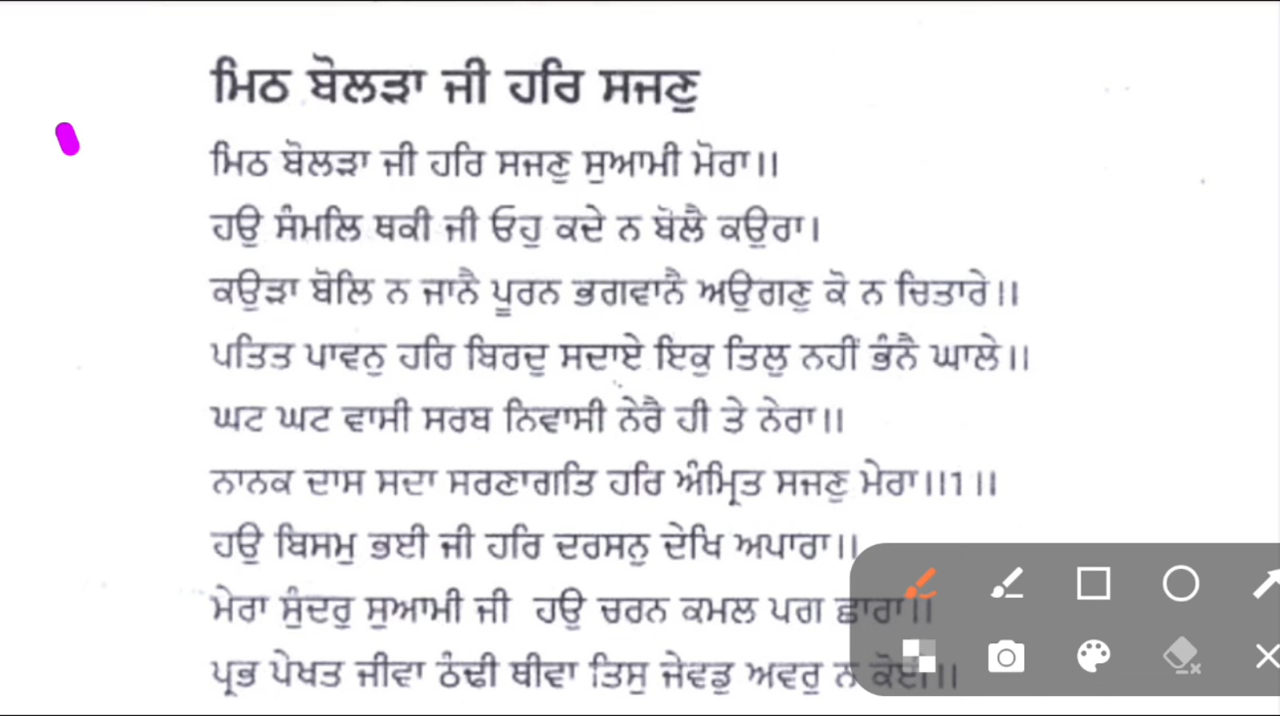 ਮਿਠ ਬੋਲੜਾ ਜੀ ਹਰਿ ਸਜਣੁ
ਮਿਠ ਬੋਲੜਾ ਜੀ ਹਰਿ ਸਜਣੁ ਸੁਆਮੀ ਮੋਰਾ।।
ਹਉ ਸੰਮਲਿ ਥਕੀ ਜੀ ਓਹੁ ਕਦੇ ਨ ਬੋਲੈ ਕਉਰਾ।
ਕਉੜਾ ਬੋਲਿ ਨ ਜਾਨੈ ਪੂਰਨ ਭਗਵਾਨੈ ਅਉਗਣੁ ਕੋ ਨ ਚਿਤਾਰੇ।।
ਪਤਿਤ ਪਾਵਨੁ ਹਰਿ ਬਿਰਦੁ ਸਦਾਏ ਇਕੁ ਤਿਲੁ ਨਹੀਂ ਭੰਨੈ ਘਾਲੇ।।
ਘਟ ਘਟ ਵਾਸੀ ਸਰਬ ਨਿਵਾਸੀ ਨੇਰੈ ਹੀ ਤੇ ਨੇਰਾ।।
ਨਾਨਕ ਦਾਸ ਸਦਾ ਸਰਣਾਗਤਿ ਹਰਿ ਅੰਮ੍ਰਿਤ ਸਜਣੁ ਮੇਰਾ।।1।।
ਹਉ ਬਿਸਮੁ ਭਈ ਜੀ ਹਰਿ ਦਰਸਨੁ ਦੇਖਿ ਅਪਾਰਾ।।
ਮੇਰਾ ਸੁੰਦਰੁ ਸੁਆਮੀ ਜੀ ਹਉ ਚਰਨ ਕਮਲ ਪਗ ਛਾਰਾ।।
ਪ੍ਰਭ ਪੇਖਤ ਜੀਵਾ ਠੰਢੀ ਥੀਵਾ ਤਿਸੁ ਜੇਵਡੁ ਅਵਰੁ ਨ ਕੋਈ।।